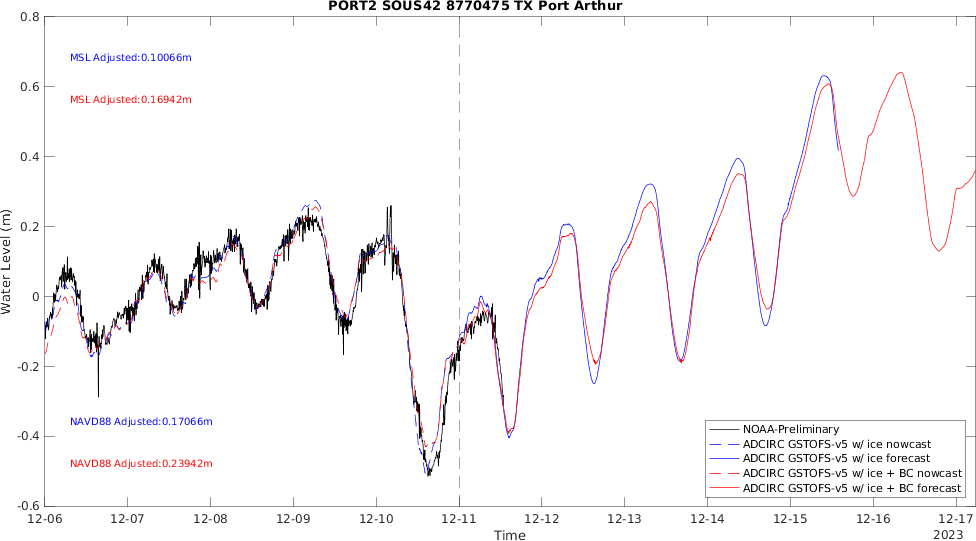 PORT2 SOUS42 8770475 TX Port Arthur
0.8
MSL Adjusted:0.10066m
0.6
MSL Adjusted:0.16942m
0.4
0.2
Water Level (m)
0
-0.2
NAVD88 Adjusted:0.17066m
-0.4
NAVD88 Adjusted:0.23942m
-0.6
NOAA-Preliminary
ADCIRC GSTOFS-v5 w/ ice nowcast
ADCIRC GSTOFS-v5 w/ ice forecast
ADCIRC GSTOFS-v5 w/ ice + BC nowcast
ADCIRC GSTOFS-v5 w/ ice + BC forecast
12-06 12-07 12-08 12-09 12-10 12-11 12-12 12-13 12-14 12-15 12-16 12-17
Time
2023